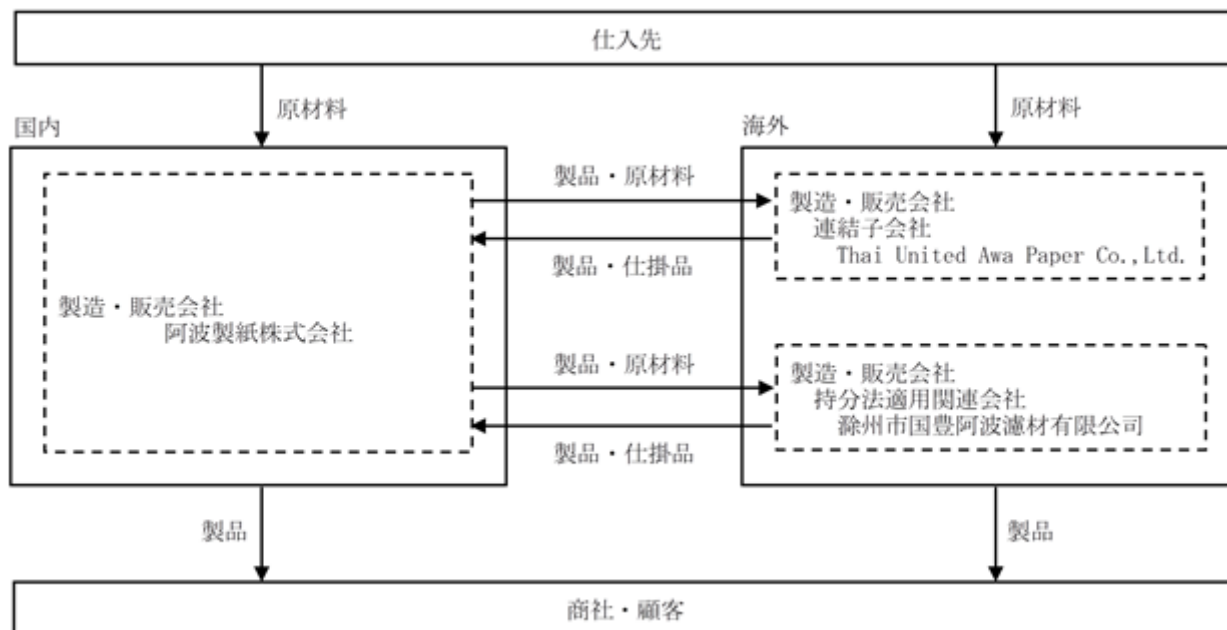 仕入先
原材料
原材料
国内
海外
製造・販売会社
阿波製紙株式会社
製品・原材料
製品・仕掛品
製造・販売会社
連結子会社
Thai United Awa Paper Co.,Ltd.
製品・原材料
製品・仕掛品
製造・販売会社
持分法適用関連会社
滁州市国豊阿波濾材有限公司
製品
製品
商社・顧客